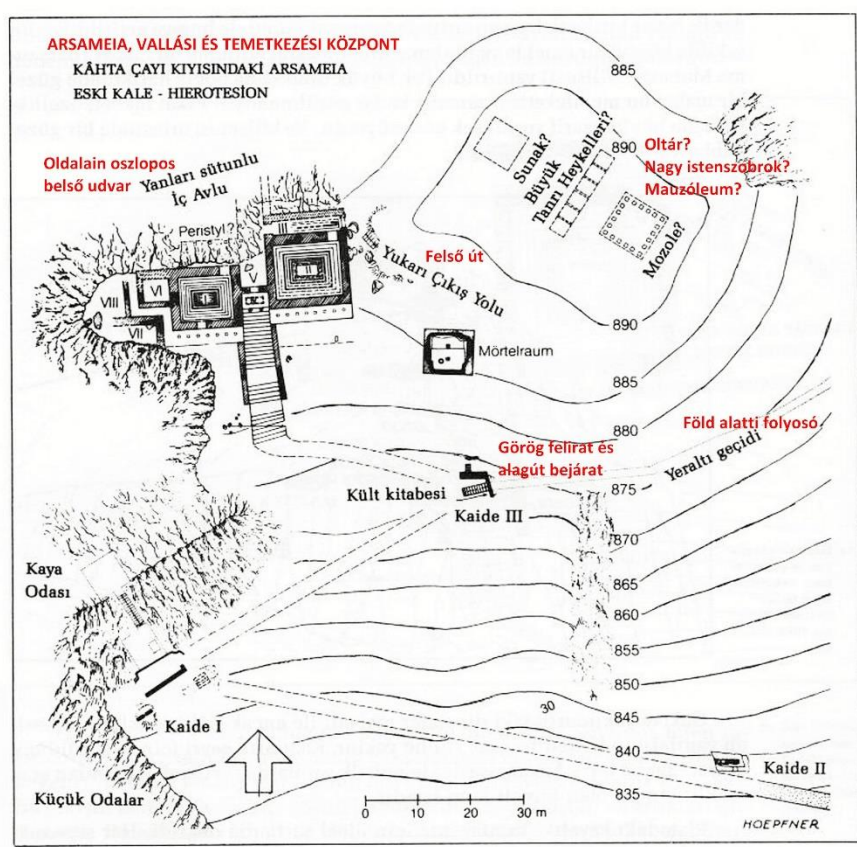 ARSAMEIA, VALLÁSI ÉS TEMETKEZÉSI KÖZPONT
KÂHTA ÇAYI KIYISINDAKİ ARSAMEIA
ESKİ KALE - HIEROTESİON
885
890
Oltár?
Nagy istenszobrok?
Mauzóleum?
Sunak?
Büyük
Tanrı Heykelleri?
Mozole?
Oldalain oszlopos
belső udvar
Yanları sütunlu
İç Avlu
Peristyl?
III
Felső út
Yukarı Çıkış Yolu
V
VI
VIII
VII
I
II
890
Mörtelraum
885
880
Föld alatti folyosó
Görög felirat és
alagút bejárat
875
Yeraltı geçidi
Kült kitabesi
Kaide III
870
Kaya
Odası
865
860
855
850
30
845
Kaide I
840
Kaide II
835
Küçük Odalar
0 10 20 30 m
HOEPFNER